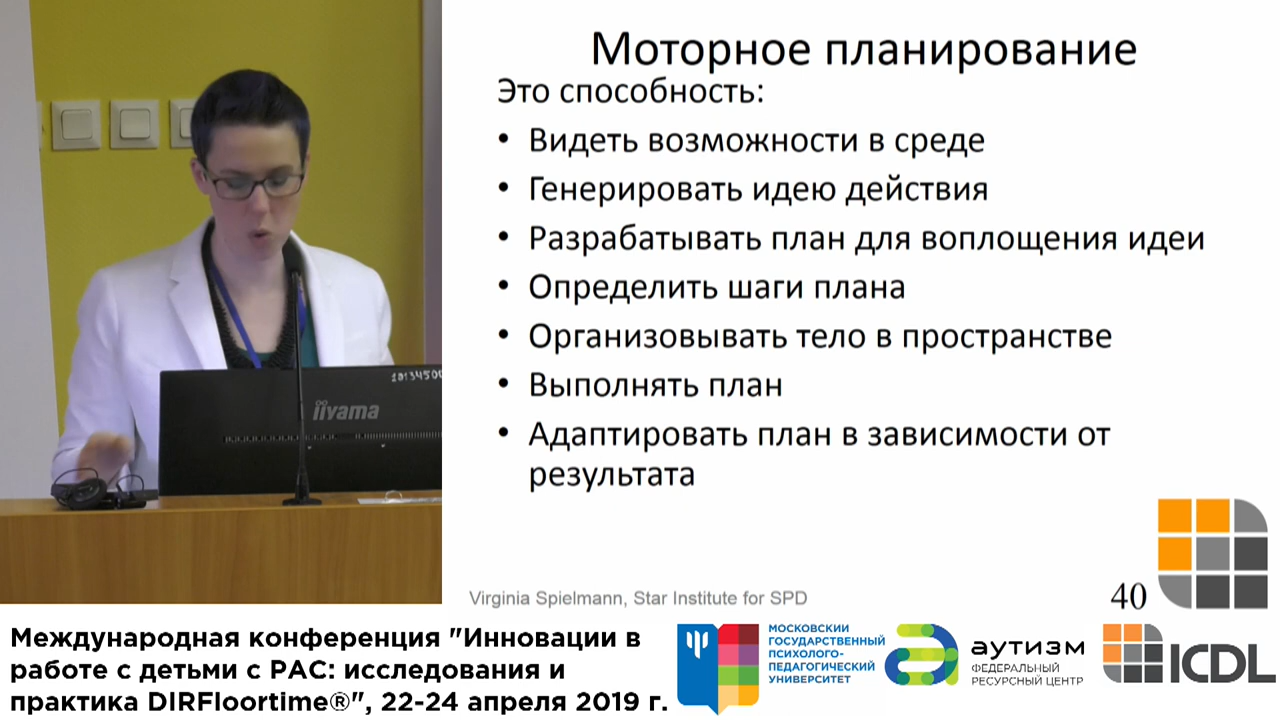 Моторное планирование
Это способность:
• Видеть возможности в среде
• Генерировать идею действия
• Разрабатывать план для воплощения идеи
• Определить шаги плана
• Организовывать тело в пространстве
• Выполнять план
• Адаптировать план в зависимости от
результата
iiyama
Virginia Spielmann, Star Institute for SPD
40
Международная конференция "Инновации в
работе с детьми с РАС: исследования и
практика DIRFloortime®", 22-24 апреля 2019 г.
МОСКОВСКИЙ
ГОСУДАРСТВЕННЫЙ
ПСИХОЛОГО-
ПЕДАГОГИЧЕСКИЙ
УНИВЕРСИТЕТ
аутизм
ФЕДЕРАЛЬНЫЙ
РЕСУРСНЫЙ ЦЕНТР
ICDL